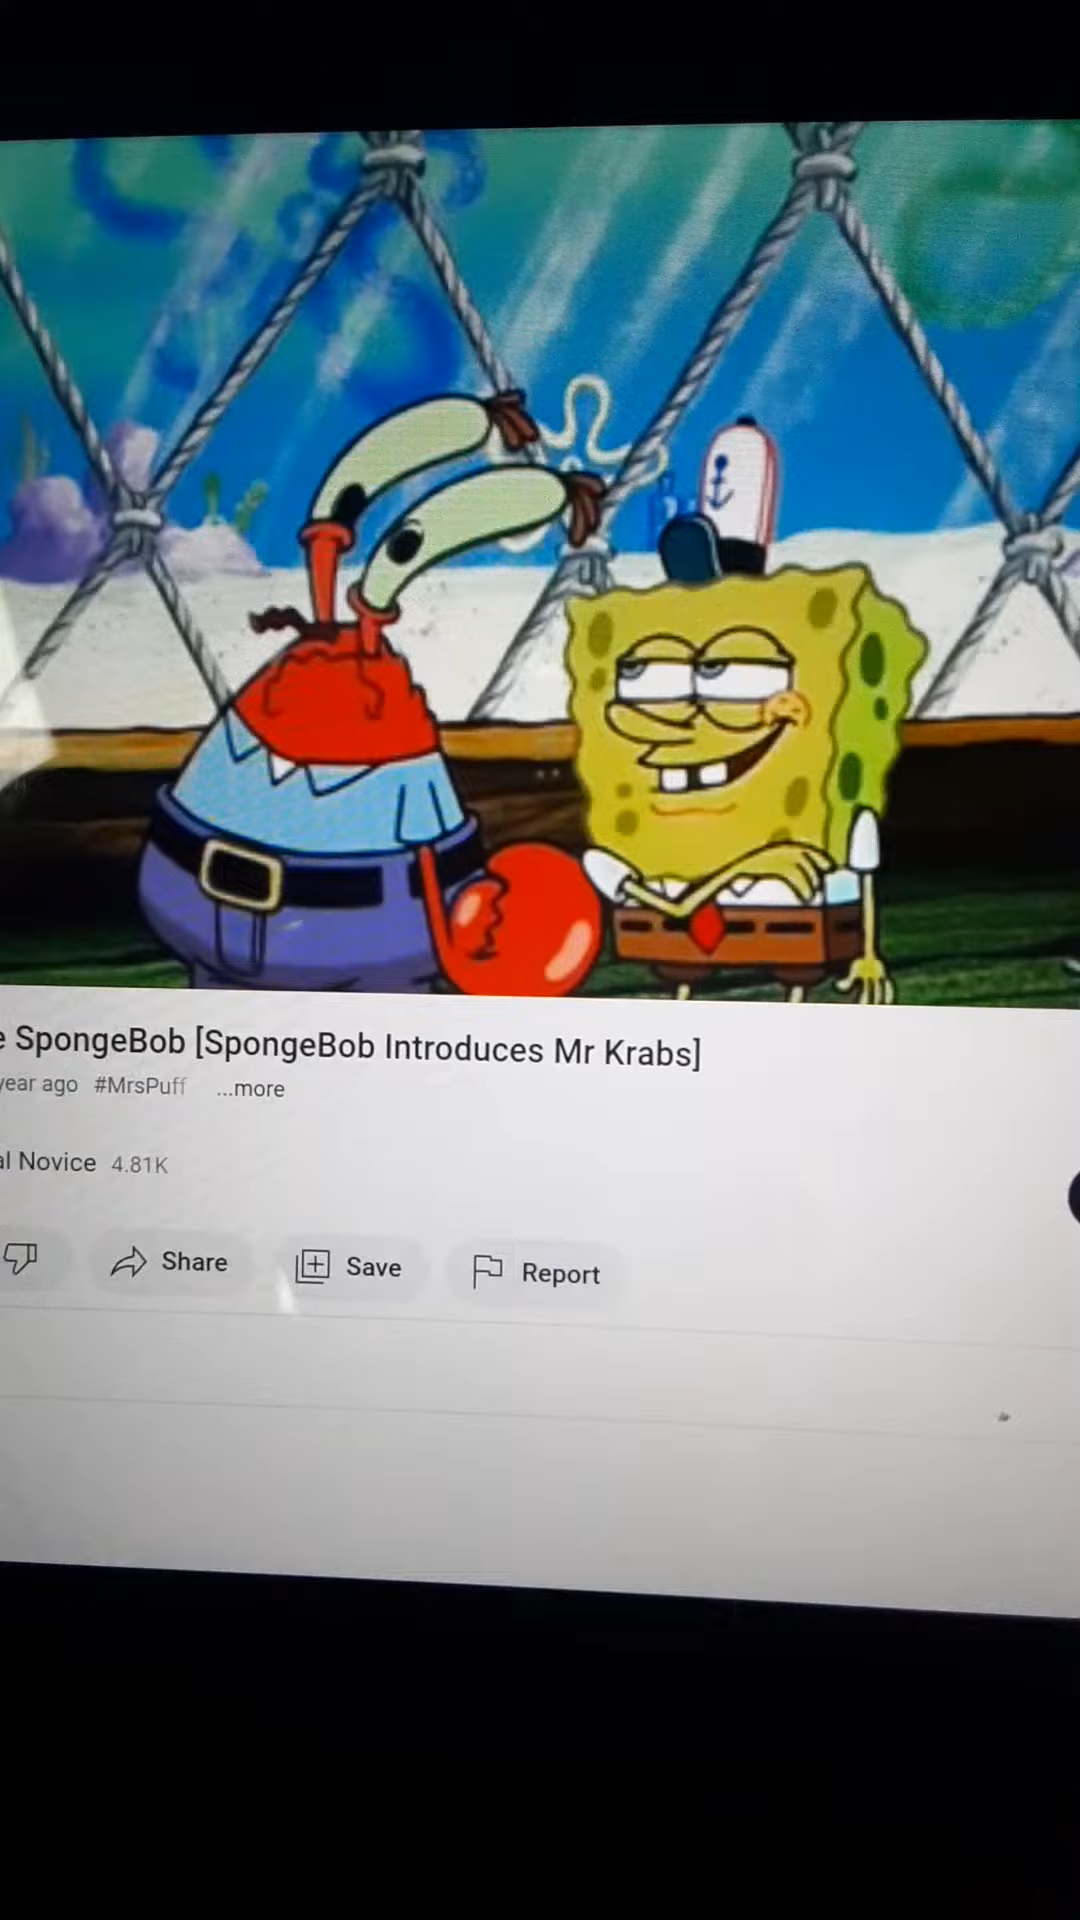 SpongeBob [SpongeBob Introduces Mr Krabs]
year ago #MrsPuff ...more
Novice 4.81K
Share Save Report